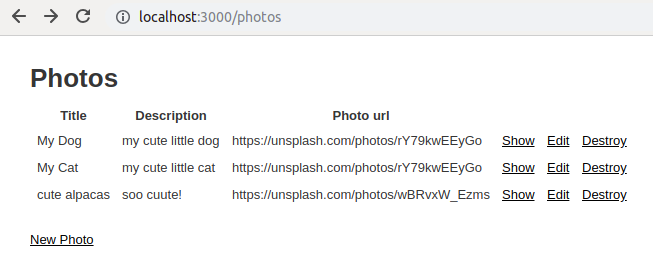 localhost:3000/photos
Photos
Title Description Photo url
My Dog my cute little dog https://unsplash.com/photos/rY79kwEEyGo Show Edit Destroy
My Cat my cute little cat https://unsplash.com/photos/rY79kwEEyGo Show Edit Destroy
cute alpacas soo cuute! https://unsplash.com/photos/wBRvxW_Ezms Show Edit Destroy
New Photo